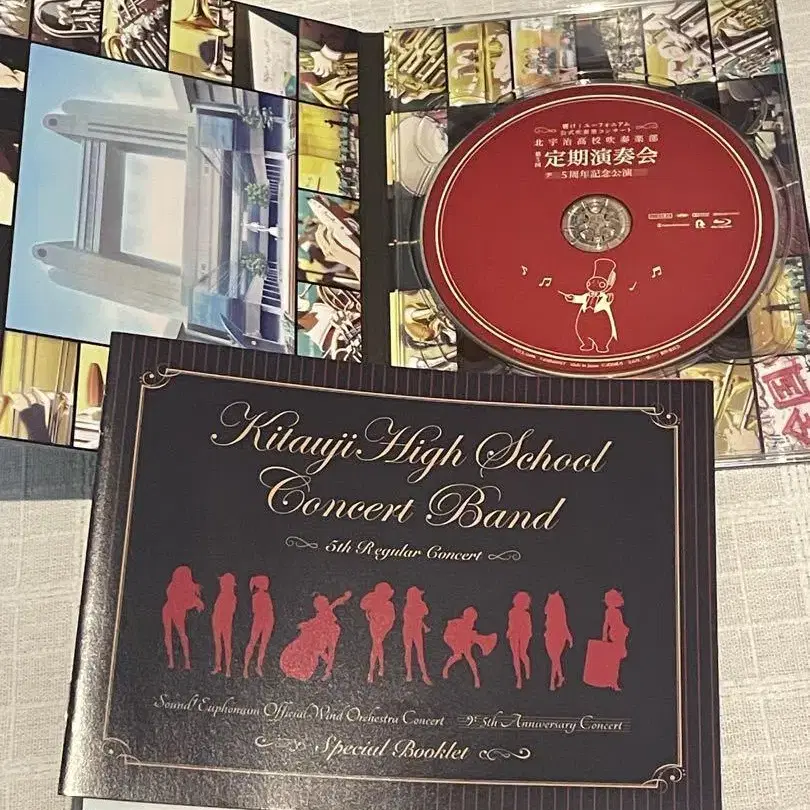 響け!ユーフォニアム
公式吹奏楽コンサート
北宇治高校吹奏楽部
第5回
定期演奏会
5周年記念公演
Kitauji High School
Concert Band
5th Regular Concert
Sound! Euphonium Official Wind Orchestra Concert 5th Anniversary Concert
Special Booklet